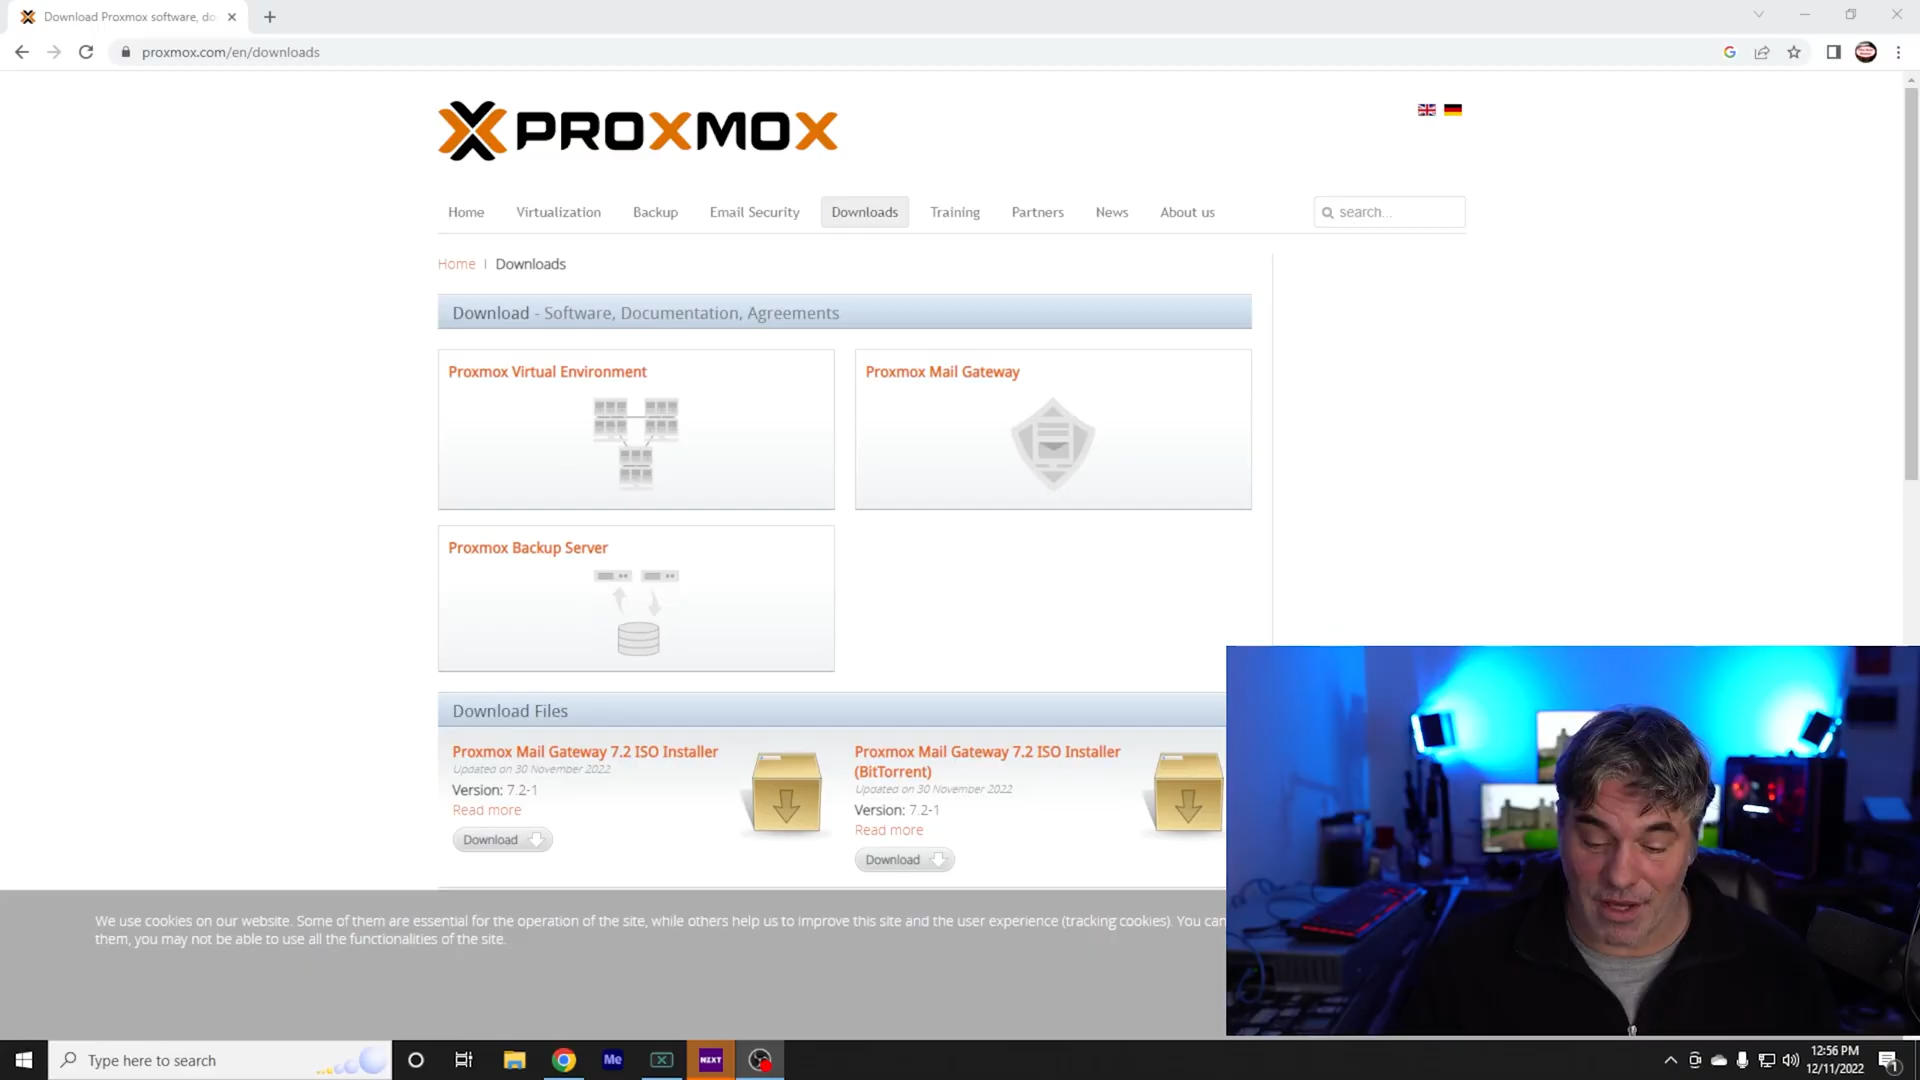 Download Proxmox software, do
proxmox.com/en/downloads
PROXMOX
Home Virtualization Backup Email Security Downloads Training Partners News About us search...
Home | Downloads
Download - Software, Documentation, Agreements
Proxmox Virtual Environment
Proxmox Mail Gateway
Proxmox Backup Server
Download Files
Proxmox Mail Gateway 7.2 ISO Installer
Updated on 30 November 2022
Version: 7.2-1
Read more
Download
Proxmox Mail Gateway 7.2 ISO Installer
(BitTorrent)
Updated on 30 November 2022
Version: 7.2-1
Read more
Download
We use cookies on our website. Some of them are essential for the operation of the site, while others help us to improve this site and the user experience (tracking cookies). You can
them, you may not be able to use all the functionalities of the site.
Type here to search
Me
NZXT
12:56 PM
12/11/2022
1